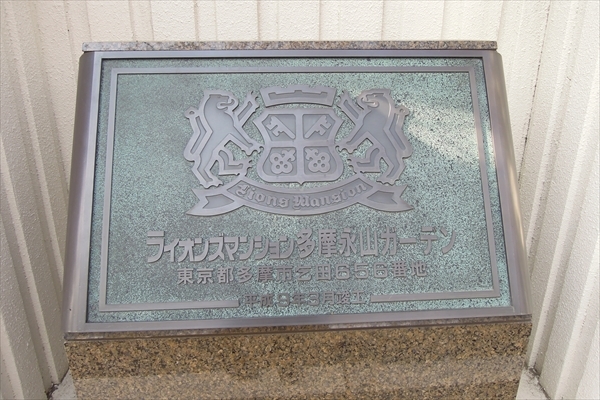 Lions Mansion
ライオンズマンション多摩永山ガーデン
東京都多摩市乞田656番地
平成9年3月竣工